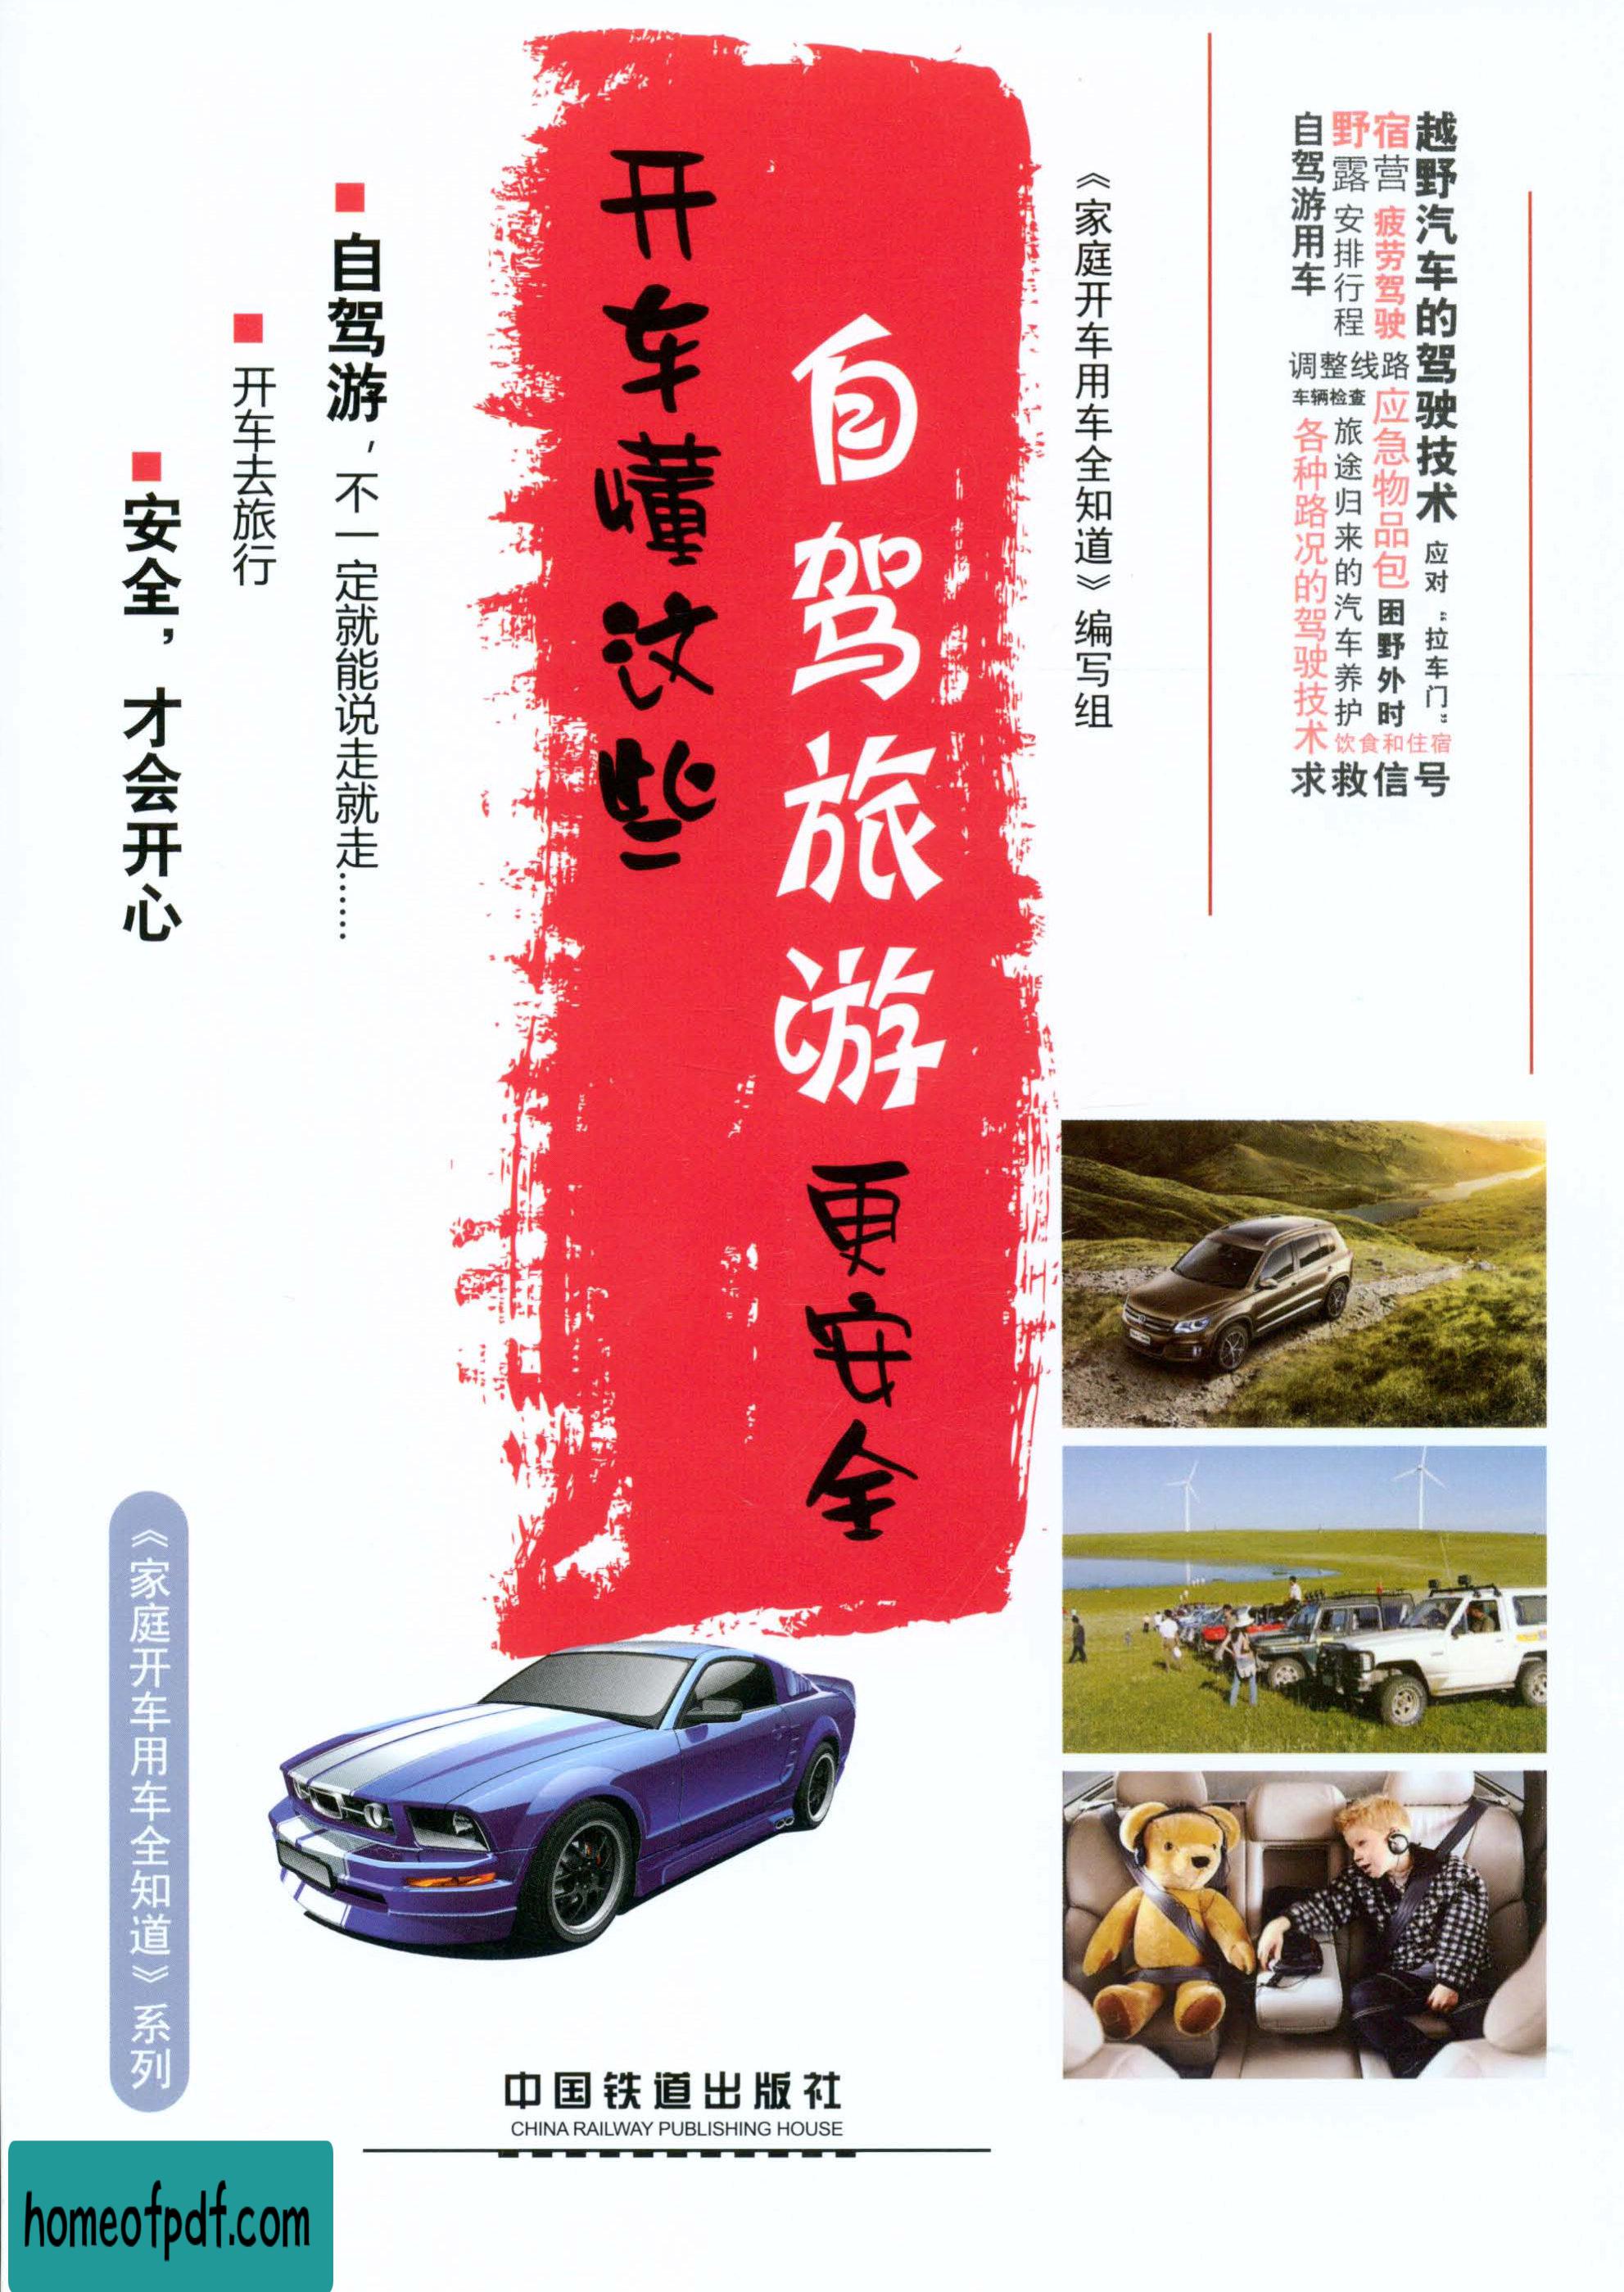 安全，才会开心
开车去旅行
自驾游，不一定就能说走就走……
开车懂这些
自驾旅游更安全
《家庭开车用车全知道》编写组
自驾游用车
野露
宿营
安排行程
疲劳驾驶
越野汽车的驾驶技术
调整线路
车辆检查
应急物品包
各种路况的驾驶技术
旅途归来的汽车养护
困野外时
应对“拉车门”
饮食和住宿
求救信号
《家庭开车用车全知道》系列
中国铁道出版社
CHINA RAILWAY PUBLISHING HOUSE
homeofpdf.com